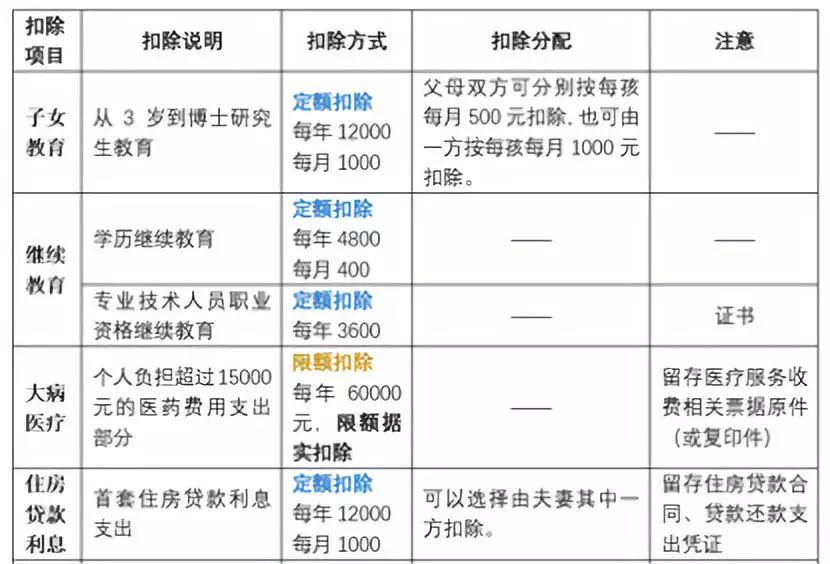 扣除项目 扣除说明 扣除方式 扣除分配 注意
子女教育
从 3 岁到博士研究
生教育
定额扣除
每年 12000
每月 1000
父母双方可分别按每孩
每月 500 元扣除,也可由
一方按每孩每月 1000 元
扣除。
——
继续教育
学历继续教育
定额扣除
每年 4800
每月 400
——
——
专业技术人员职业
资格继续教育
定额扣除
每年 3600
——
证书
大病医疗
个人负担超过 15000
元的医药费用支出
部分
限额扣除
每年 60000
元,限额据
实扣除
——
留存医疗服务收
费相关票据原件
(或复印件)
住房贷款利息
首套住房贷款利息
支出
定额扣除
每年 12000
每月 1000
可以选择由夫妻其中一
方扣除。
留存住房贷款合
同、贷款还款支
出凭证